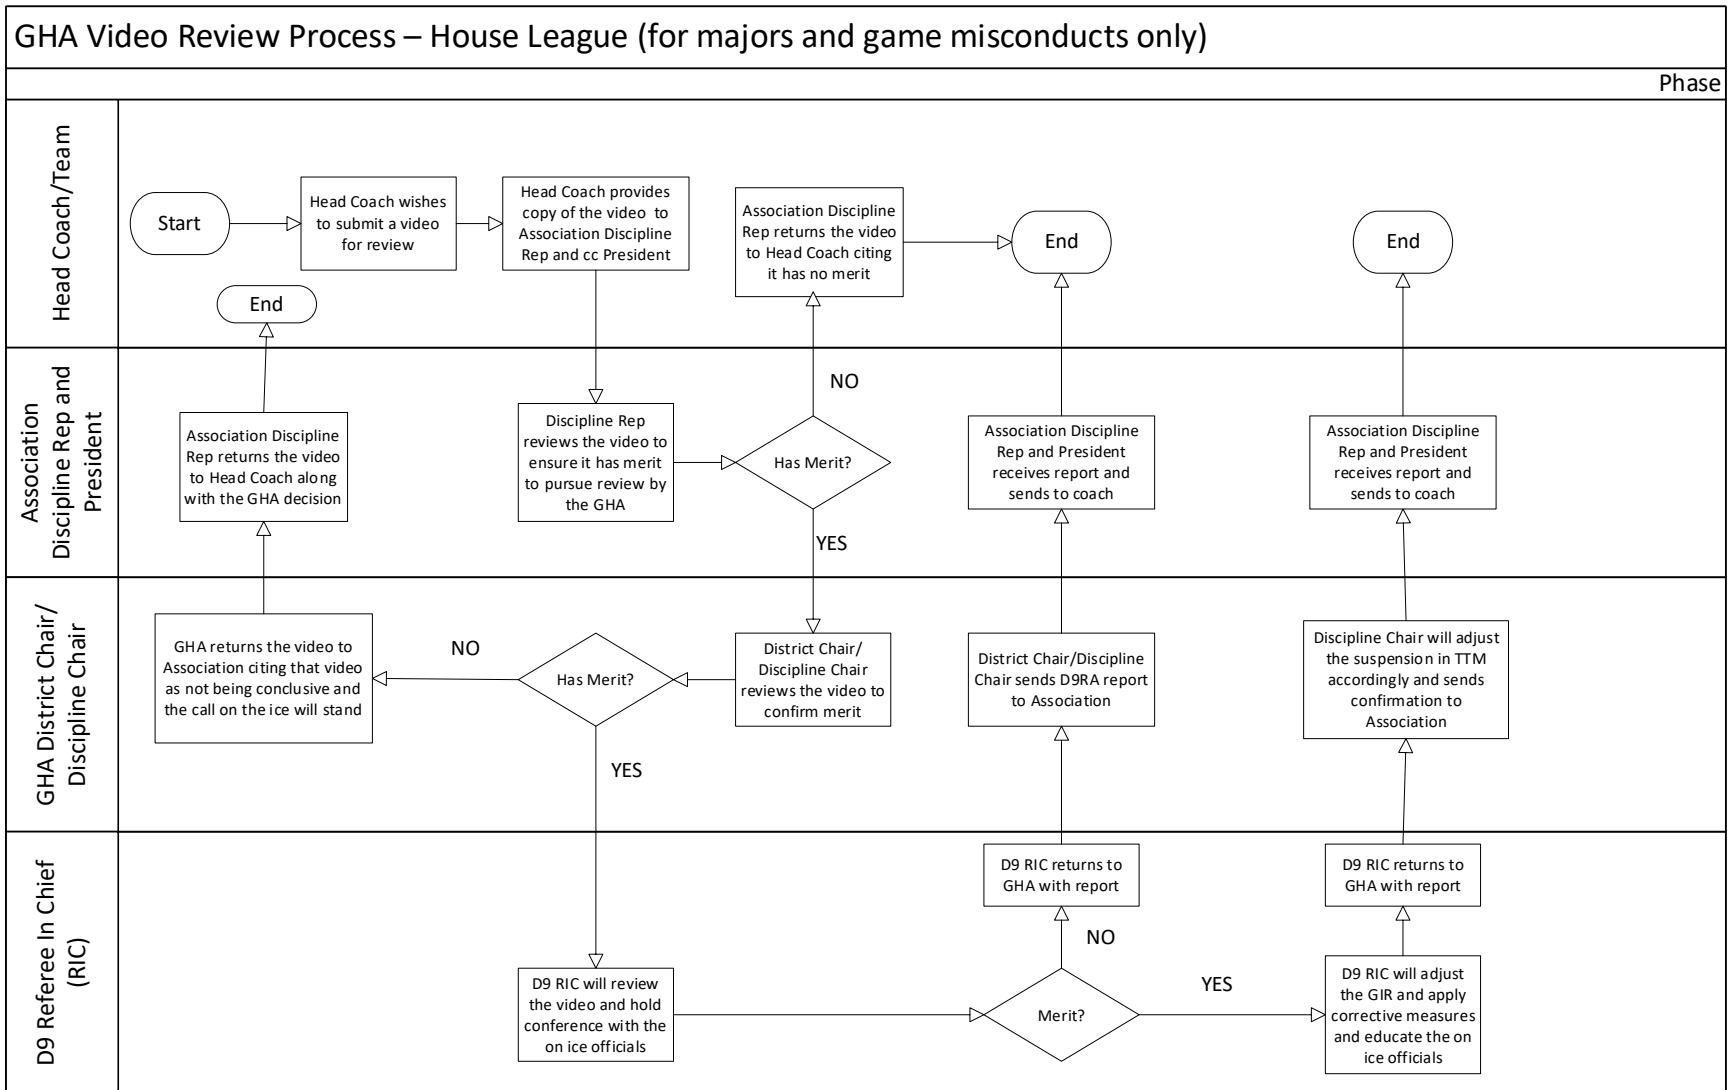 GHA Video Review Process – House League (for majors and game misconducts only)
Phase
Head Coach/Team
Start
Head Coach wishes
to submit a video
for review
Head Coach provides
copy of the video to
Association Discipline
Rep and cc President
Association Discipline
Rep returns the video
to Head Coach citing
it has no merit
End
End
End
Association
Discipline Rep and
President
Association Discipline
Rep returns the video
to Head Coach along
with the GHA decision
Discipline Rep
reviews the video to
ensure it has merit
to pursue review by
the GHA
Has Merit?
NO
YES
Association Discipline
Rep and President
receives report and
sends to coach
Association Discipline
Rep and President
receives report and
sends to coach
GHA District Chair/
Discipline Chair
GHA returns the video to
Association citing that video
as not being conclusive and
the call on the ice will stand
NO
Has Merit?
YES
District Chair/
Discipline Chair
reviews the video to
confirm merit
District Chair/Discipline
Chair sends D9RA report
to Association
Discipline Chair will adjust
the suspension in TTM
accordingly and sends
confirmation to
Association
D9 Referee In Chief
(RIC)
D9 RIC will review
the video and hold
conference with the
on ice officials
D9 RIC returns to
GHA with report
NO
Merit?
YES
D9 RIC returns to
GHA with report
D9 RIC will adjust
the GIR and apply
corrective measures
and educate the on
ice officials